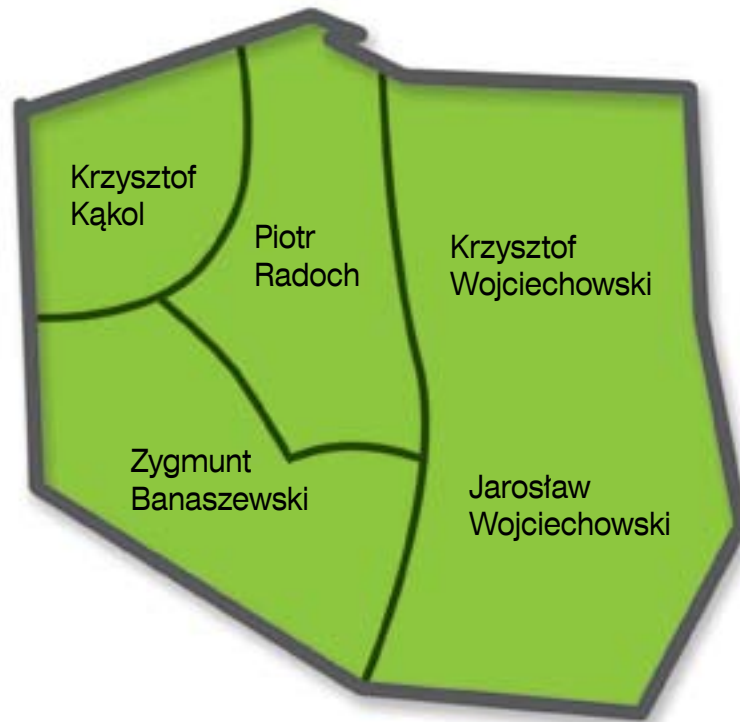 Krzysztof
Kąkol
Piotr
Radoch
Krzysztof
Wojciechowski
Zygmunt
Banaszewski
Jarosław
Wojciechowski